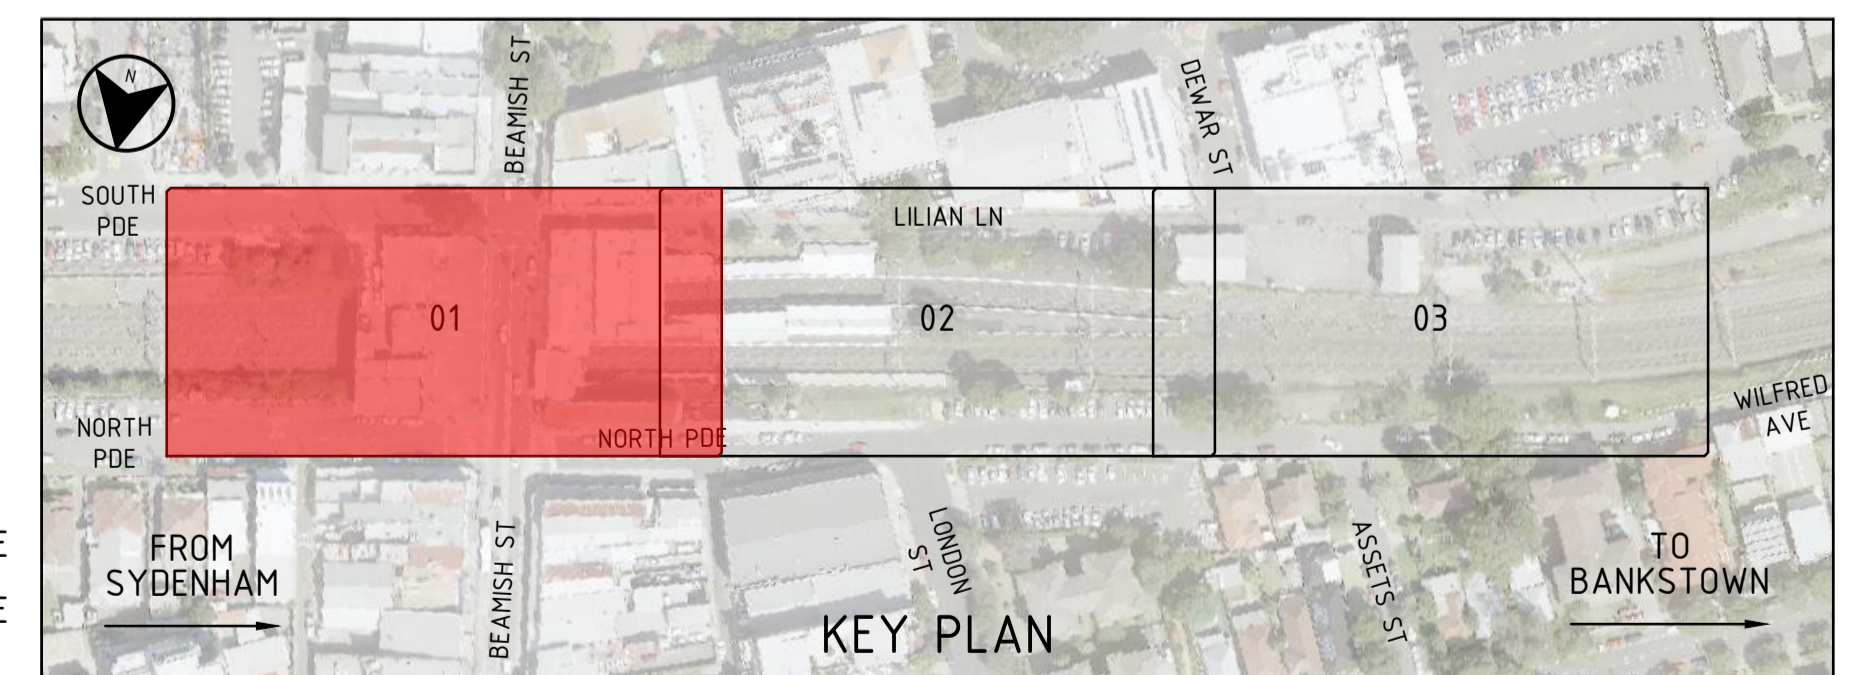 N
BEAMISH ST
DEWAR ST
SOUTH
PDE
LILIAN LN
01
02
03
NORTH
PDE
NORTH PDE
WILFRED
AVE
E
E
FROM
SYDENHAM
BEAMISH ST
LONDON
ST
ASSETS ST
TO
BANKSTOWN
KEY PLAN